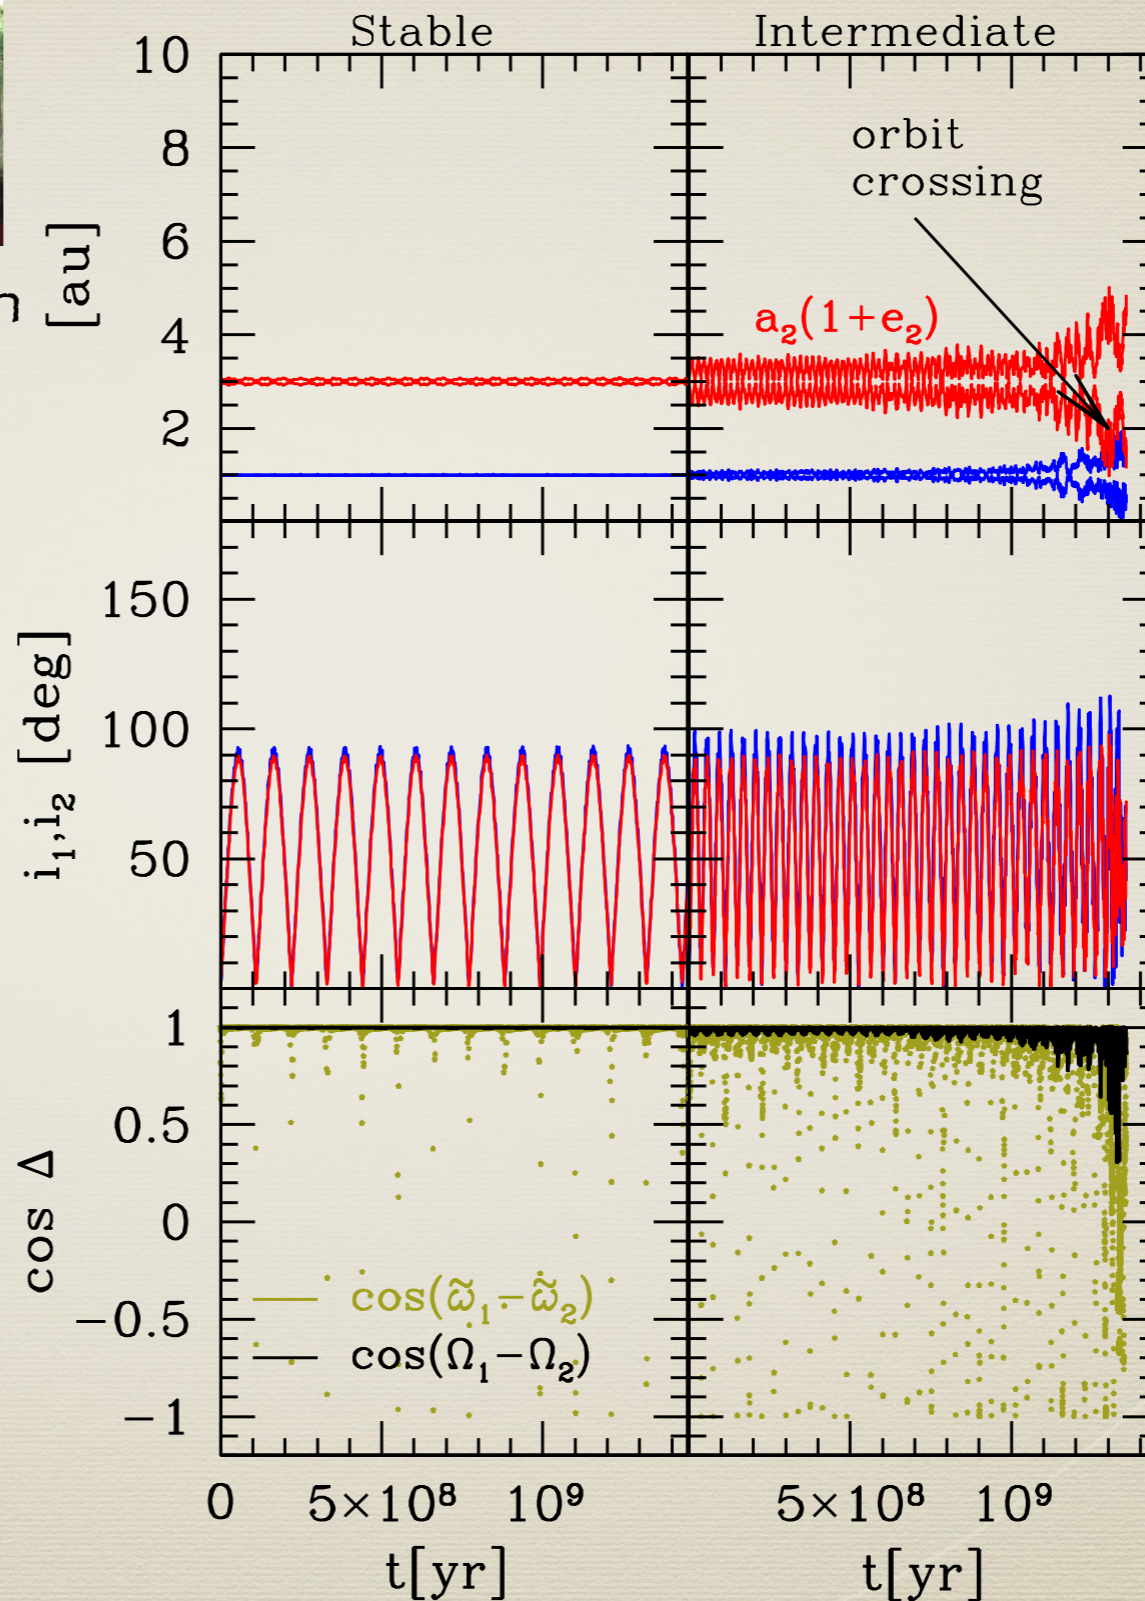 Stable
Intermediate
10
8
6
4
2
[au]
orbit
crossing
a₂(1+e₂)
150
100
50
i₁,i₂ [deg]
1
0.5
0
−0.5
−1
cos Δ
cos(ω̃₁−ω̃₂)
cos(Ω₁−Ω₂)
0 5×10⁸ 10⁹
5×10⁸ 10⁹
t[yr]
t[yr]